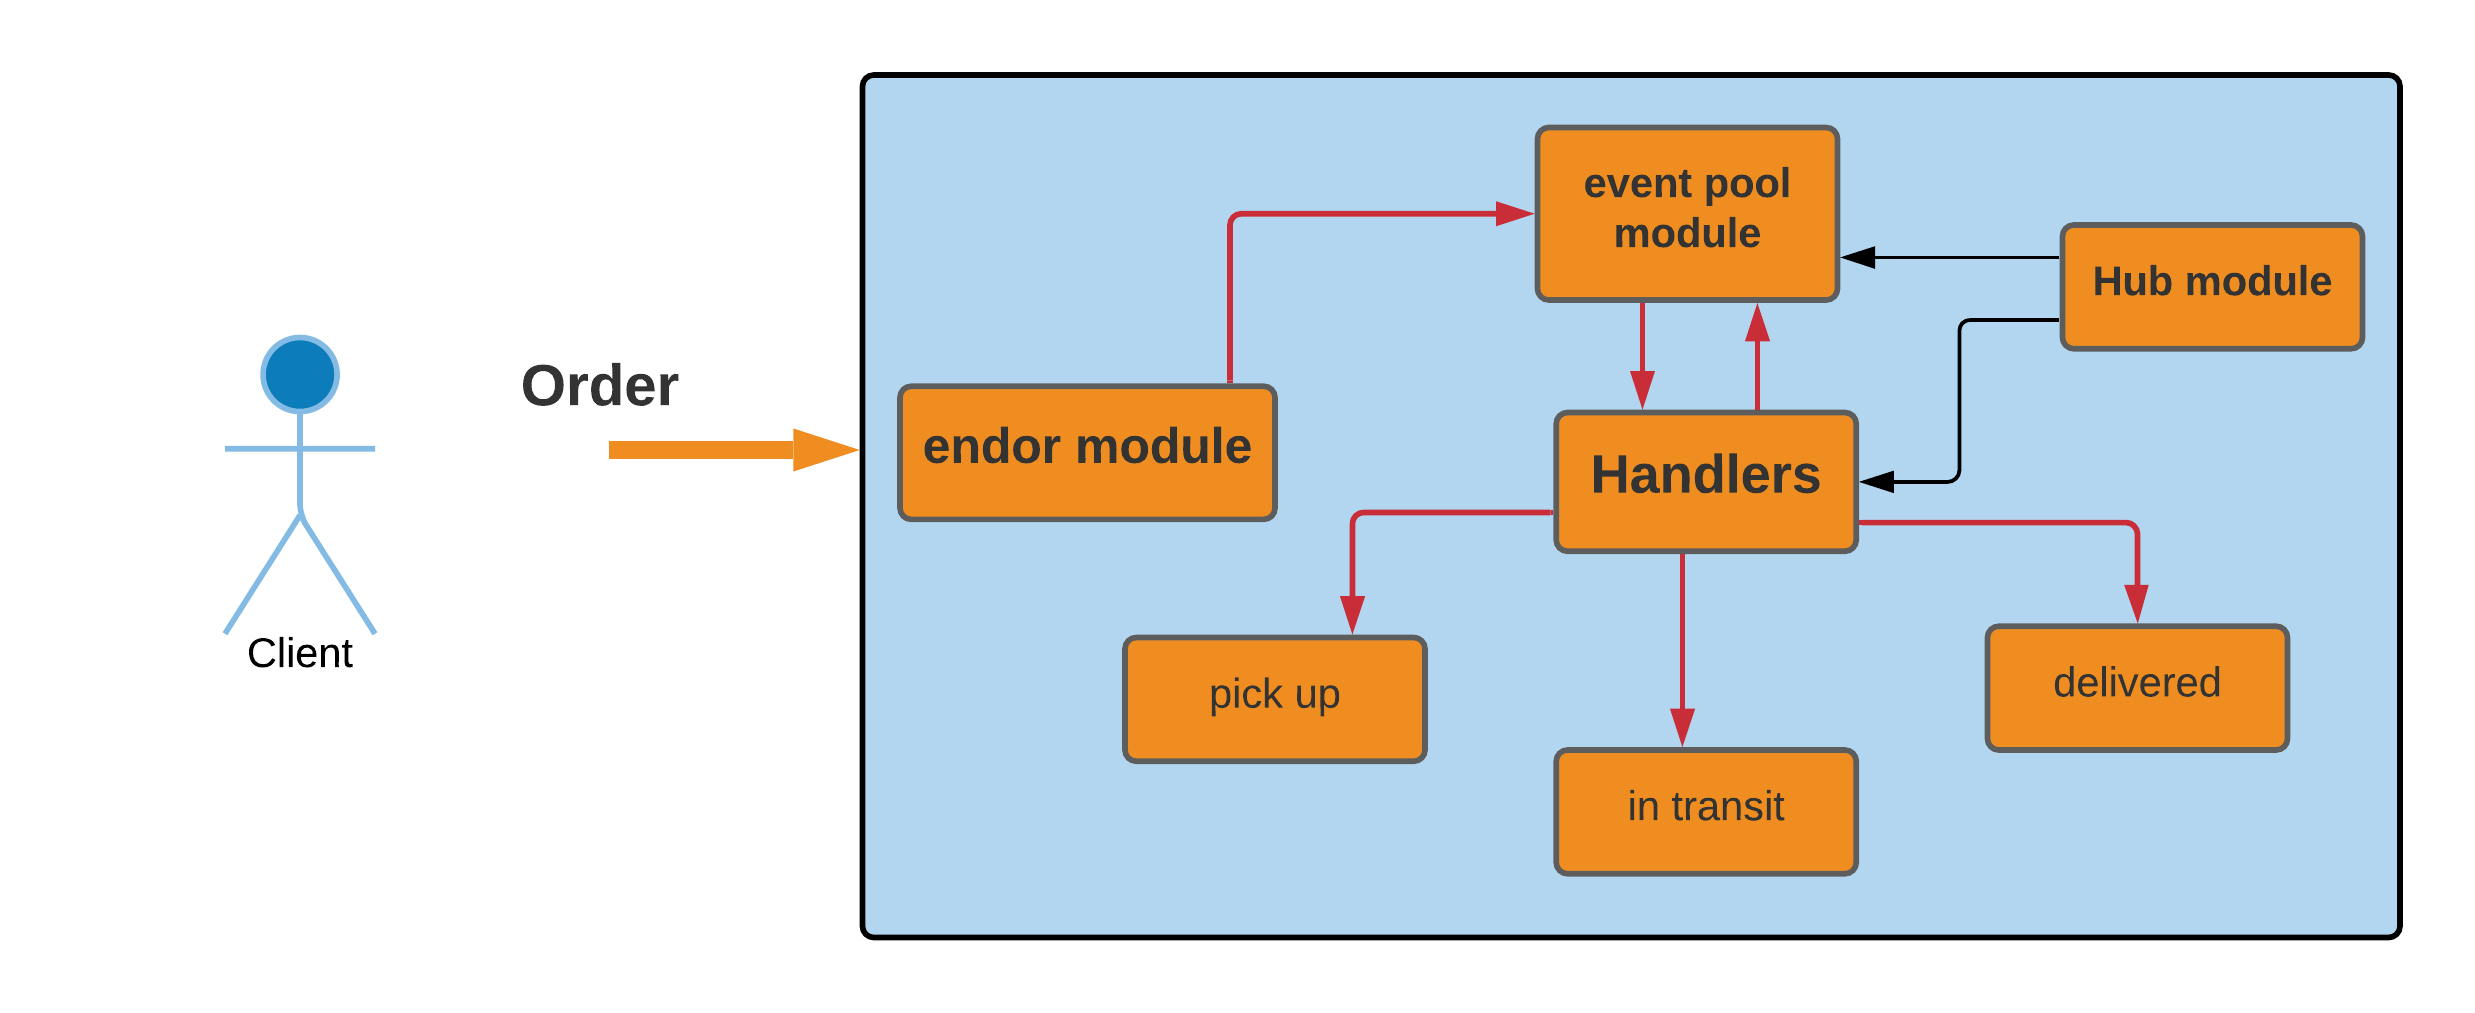 event pool
module
Hub module
Order
endor module
Handlers
Client
pick up
delivered
in transit